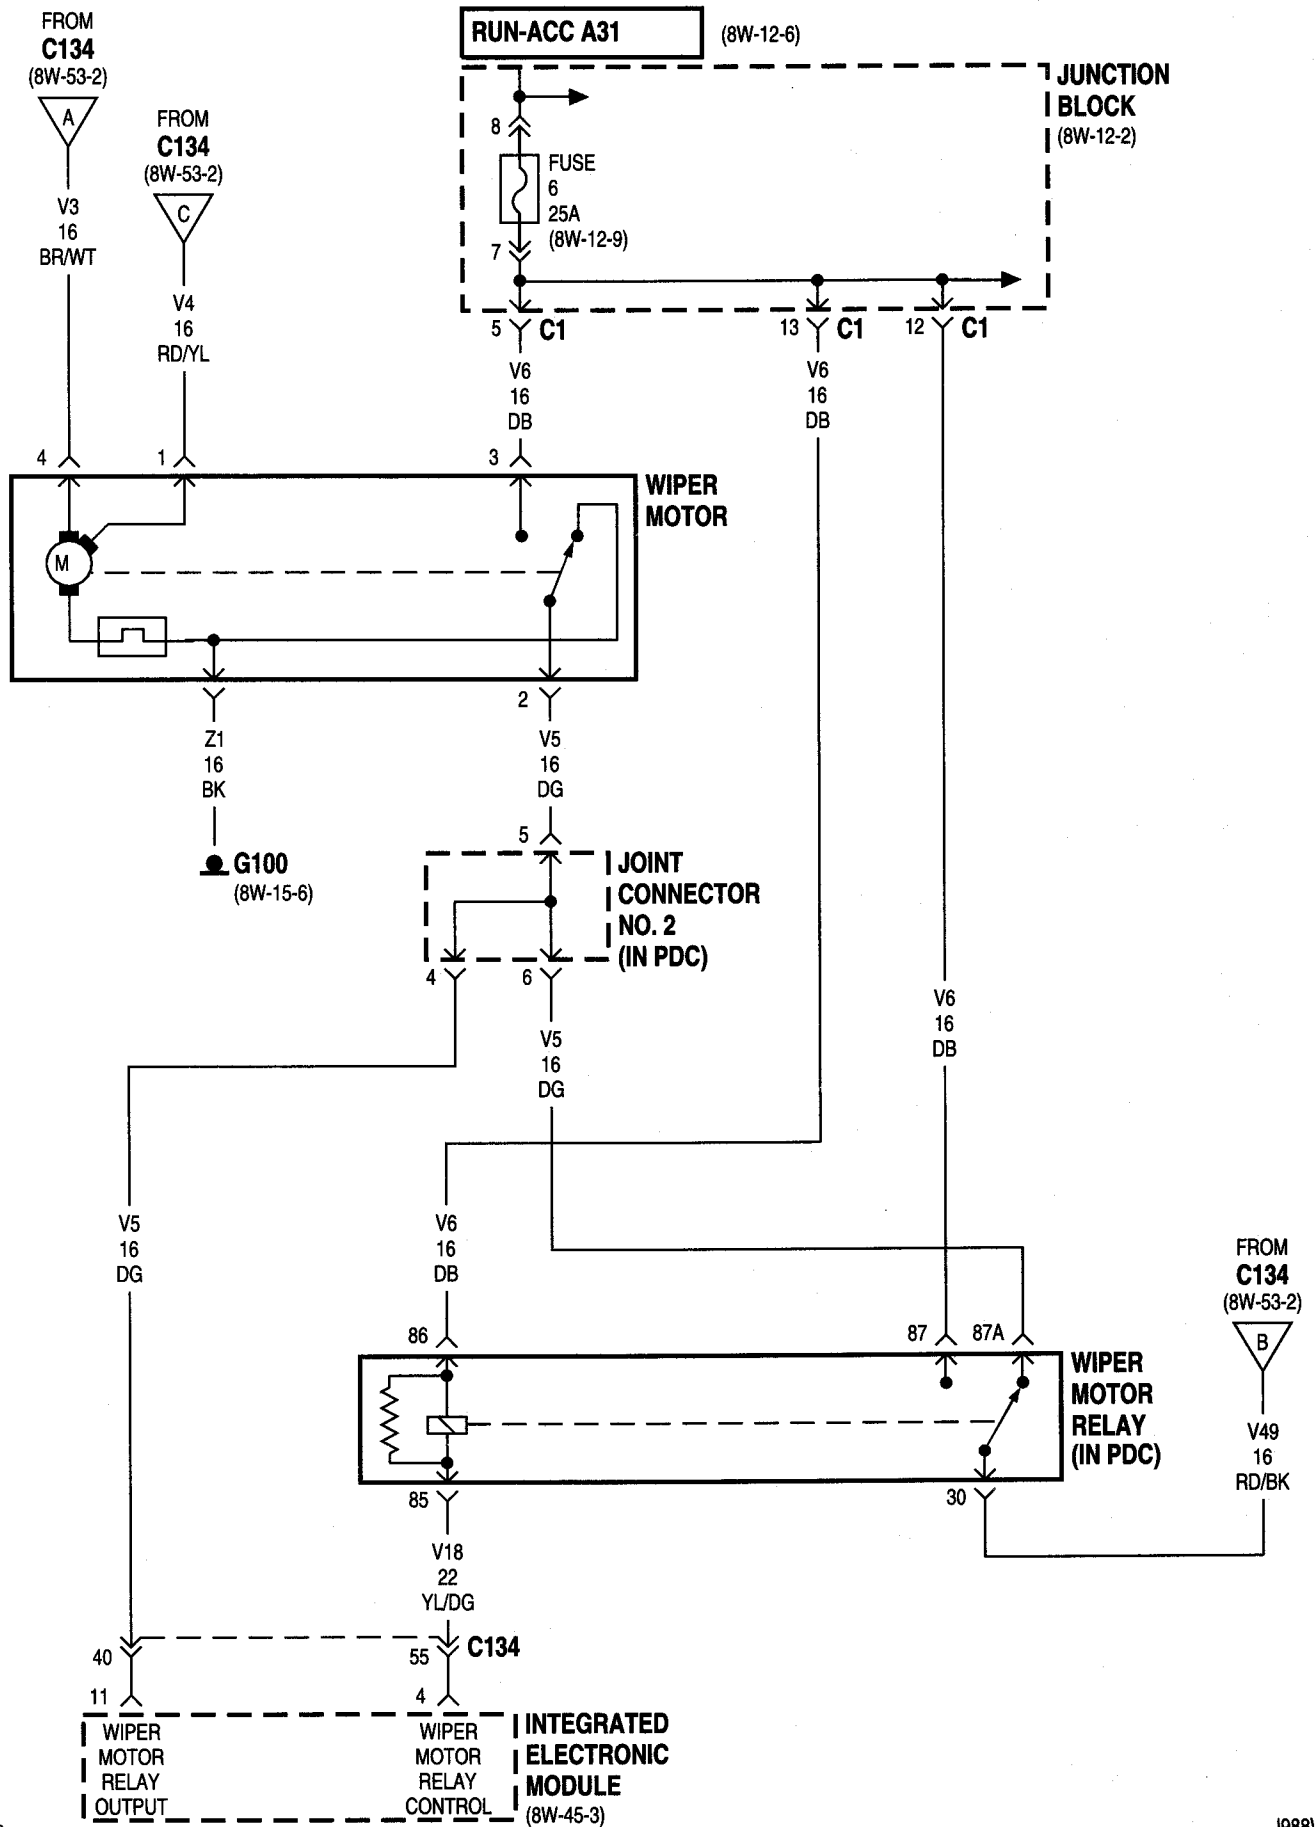 FROM
C134
(8W-53-2)
A
V3
16
BR/WT
FROM
C134
(8W-53-2)
C
V4
16
RD/YL
RUN-ACC A31
(8W-12-6)
JUNCTION
BLOCK
(8W-12-2)
8
FUSE
6
25A
(8W-12-9)
7
5
C1
13
C1
12
C1
V6
16
DB
V6
16
DB
4
1
3
WIPER
MOTOR
M
2
Z1
16
BK
V5
16
DG
G100
(8W-15-6)
5
JOINT
CONNECTOR
NO. 2
(IN PDC)
4
6
V5
16
DG
V6
16
DB
V5
16
DG
V6
16
DB
FROM
C134
(8W-53-2)
B
V49
16
RD/BK
86
87
87A
WIPER
MOTOR
RELAY
(IN PDC)
85
30
V18
22
YL/DG
40
55
C134
11
4
WIPER
MOTOR
RELAY
OUTPUT
WIPER
MOTOR
RELAY
CONTROL
INTEGRATED
ELECTRONIC
MODULE
(8W-45-3)